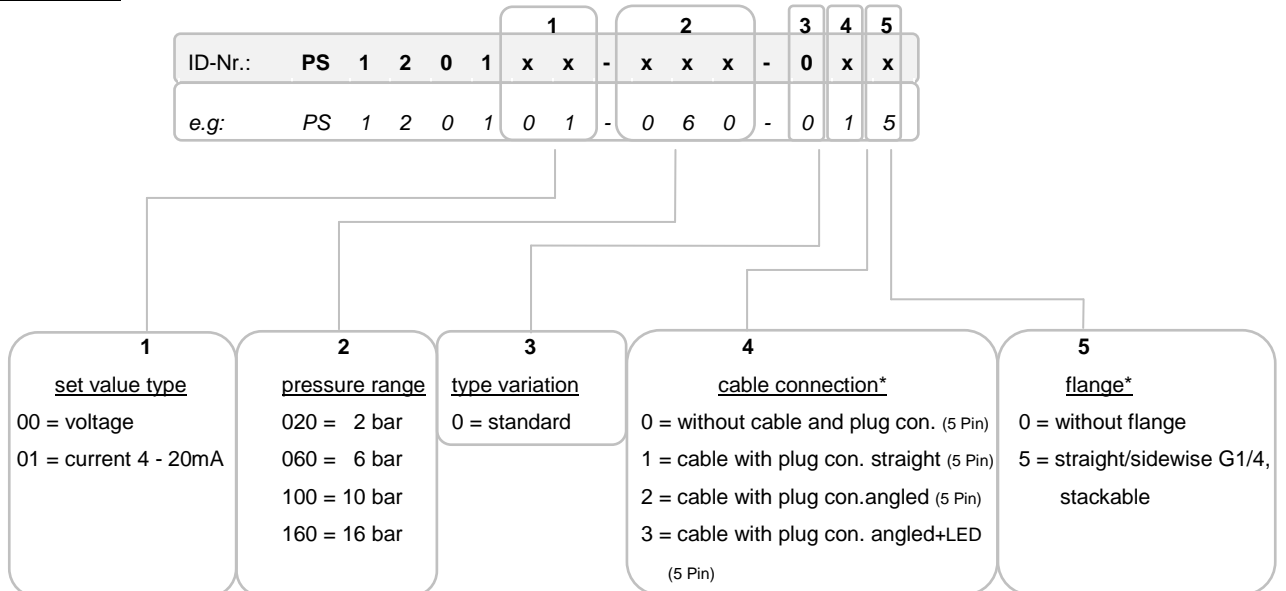 1 2 3 4 5
ID-Nr.: PS 1 2 0 1 x x - x x x - 0 x x
e.g: PS 1 2 0 1 0 1 - 0 6 0 - 0 1 5
1
set value type
00 = voltage
01 = current 4 - 20mA
2
pressure range
020 = 2 bar
060 = 6 bar
100 = 10 bar
160 = 16 bar
3
type variation
0 = standard
4
cable connection*
0 = without cable and plug con. (5 Pin)
1 = cable with plug con. straight (5 Pin)
2 = cable with plug con.angled (5 Pin)
3 = cable with plug con. angled+LED
(5 Pin)
5
flange*
0 = without flange
5 = straight/sidewise G1/4,
stackable